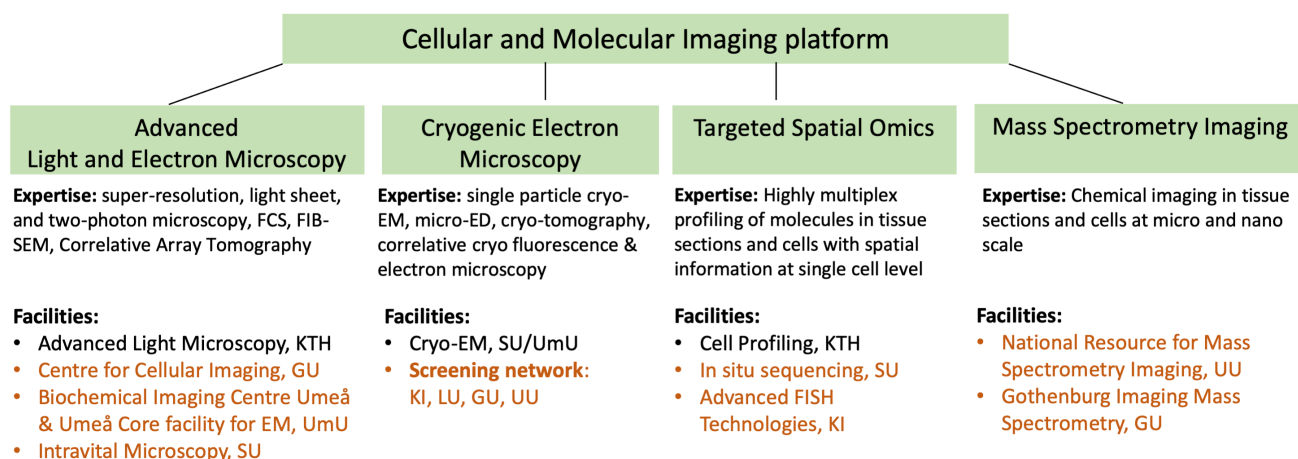 Cellular and Molecular Imaging platform
Advanced
Light and Electron Microscopy
Expertise: super-resolution, light sheet,
and two-photon microscopy, FCS, FIB-
SEM, Correlative Array Tomography
Facilities:
• Advanced Light Microscopy, KTH
• Centre for Cellular Imaging, GU
• Biochemical Imaging Centre Umeå
& Umeå Core facility for EM, UmU
• Intravital Microscopy, SU
Cryogenic Electron
Microscopy
Expertise: single particle cryo-
EM, micro-ED, cryo-tomography,
correlative cryo fluorescence &
electron microscopy
Facilities:
• Cryo-EM, SU/UmU
• Screening network:
KI, LU, GU, UU
Targeted Spatial Omics
Expertise: Highly multiplex
profiling of molecules in tissue
sections and cells with spatial
information at single cell level
Facilities:
• Cell Profiling, KTH
• In situ sequencing, SU
• Advanced FISH
Technologies, KI
Mass Spectrometry Imaging
Expertise: Chemical imaging in tissue
sections and cells at micro and nano
scale
Facilities:
• National Resource for Mass
Spectrometry Imaging, UU
• Gothenburg Imaging Mass
Spectrometry, GU